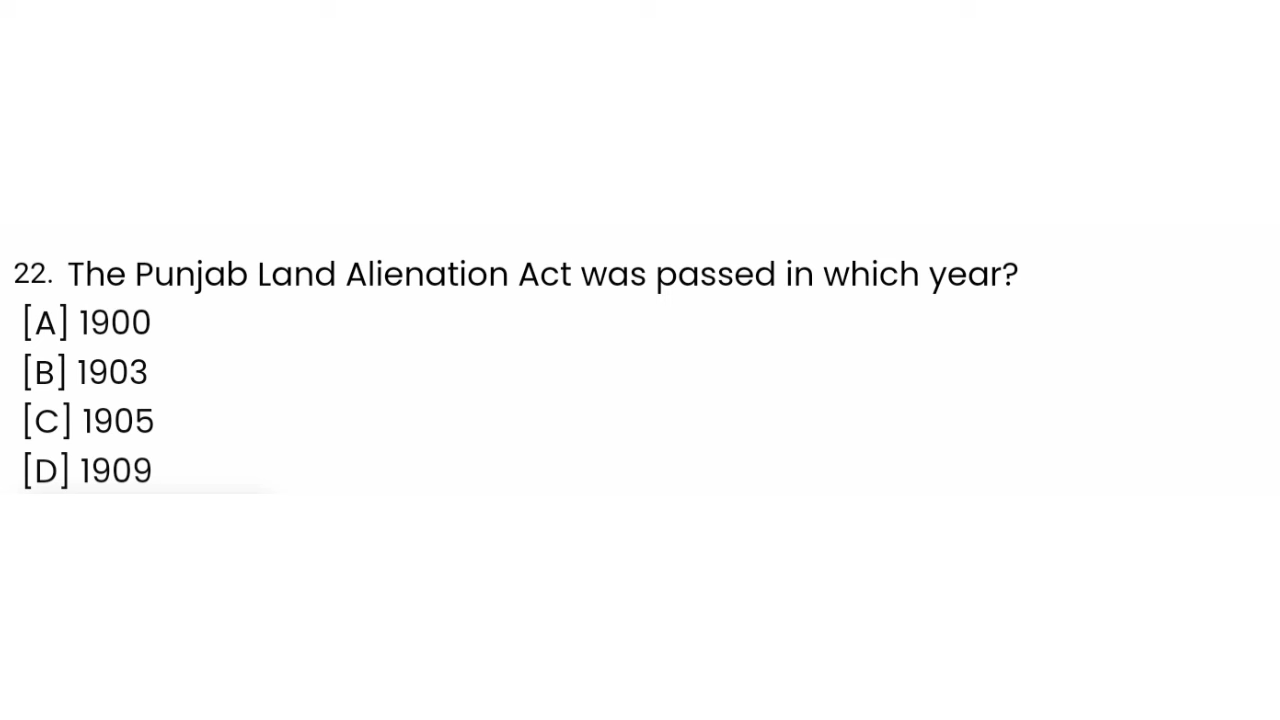 22. The Punjab Land Alienation Act was passed in which year?
[A] 1900
[B] 1903
[C] 1905
[D] 1909